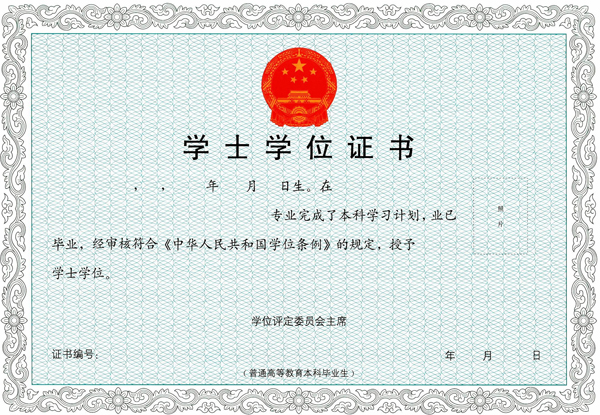 学士学位证书
， ， 年 月 日生。在
专业完成了本科学习计划，业已
照
片
毕业，经审核符合《中华人民共和国学位条例》的规定，授予
学士学位。
学位评定委员会主席
证书编号： 年 月 日
（普通高等教育本科毕业生）